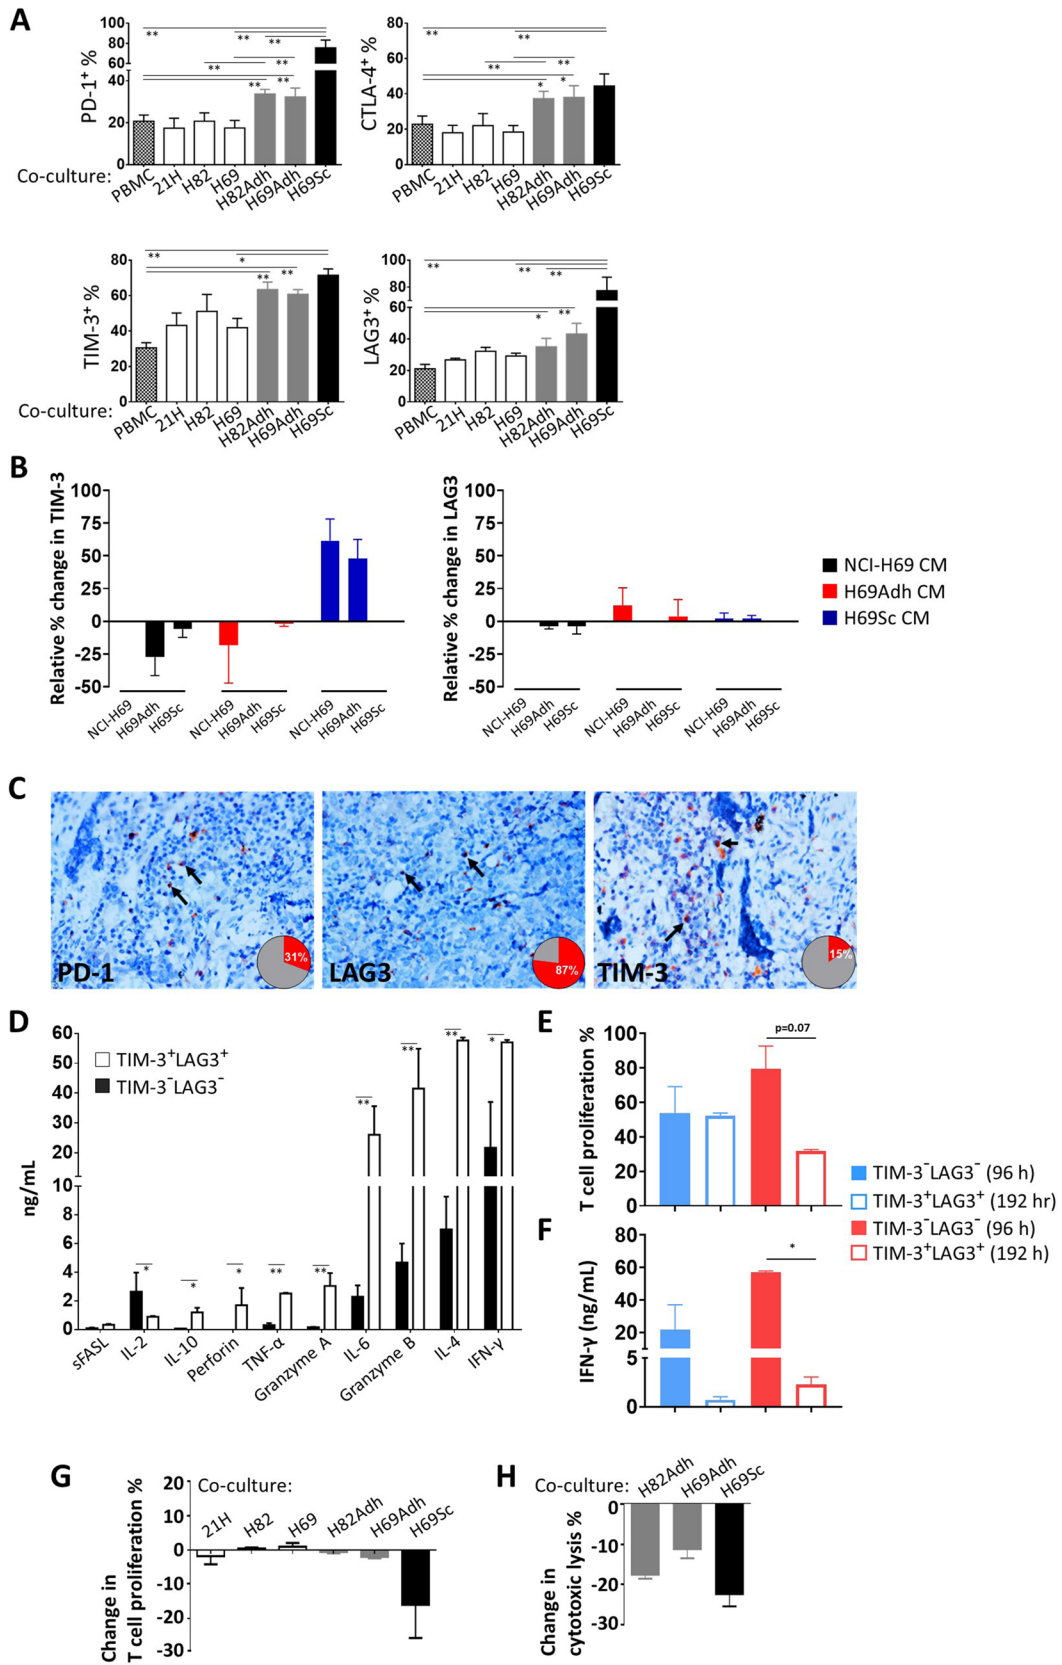 A
PD-1⁺ %
100
80
60
40
20
0
**
**
**
**
**
**
Co-culture:
PBMC
21H
H82
H69
H82Adh
H69Adh
H69Sc
CTLA-4⁺ %
80
60
40
20
0
**
**
**
**
*
*
PBMC
21H
H82
H69
H82Adh
H69Adh
H69Sc
TIM-3⁺ %
80
60
40
20
0
**
*
**
**
Co-culture:
PBMC
21H
H82
H69
H82Adh
H69Adh
H69Sc
LAG3⁺ %
100
80
60
40
20
0
**
**
**
*
**
PBMC
21H
H82
H69
H82Adh
H69Adh
H69Sc
B
Relative % change in TIM-3
100
75
50
25
0
-25
-50
NCI-H69
H69Adh
H69Sc
NCI-H69
H69Adh
H69Sc
NCI-H69
H69Adh
H69Sc
Relative % change in LAG3
100
75
50
25
0
-25
-50
NCI-H69
H69Adh
H69Sc
NCI-H69
H69Adh
H69Sc
NCI-H69
H69Adh
H69Sc
NCI-H69 CM
H69Adh CM
H69Sc CM
C
PD-1
31%
LAG3
87%
TIM-3
15%
D
ng/mL
60
50
40
30
20
10
8
6
4
2
0
TIM-3⁺LAG3⁺
TIM-3⁻LAG3⁻
*
*
*
**
**
**
**
**
*
sFASL
IL-2
IL-10
Perforin
TNF-α
Granzyme A
IL-6
Granzyme B
IL-4
IFN-γ
E
T cell proliferation %
100
80
60
40
20
0
p=0.07
TIM-3⁻LAG3⁻ (96 h)
TIM-3⁺LAG3⁺ (192 hr)
TIM-3⁻LAG3⁻ (96 h)
TIM-3⁺LAG3⁺ (192 h)
F
IFN-γ (ng/mL)
80
60
40
20
5
0
*
G
Change in
T cell proliferation %
20
10
0
-10
-20
-30
Co-culture:
21H
H82
H69
H82Adh
H69Adh
H69Sc
H
Co-culture:
H82Adh
H69Adh
H69Sc
Change in
cytotoxic lysis %
0
-10
-20
-30